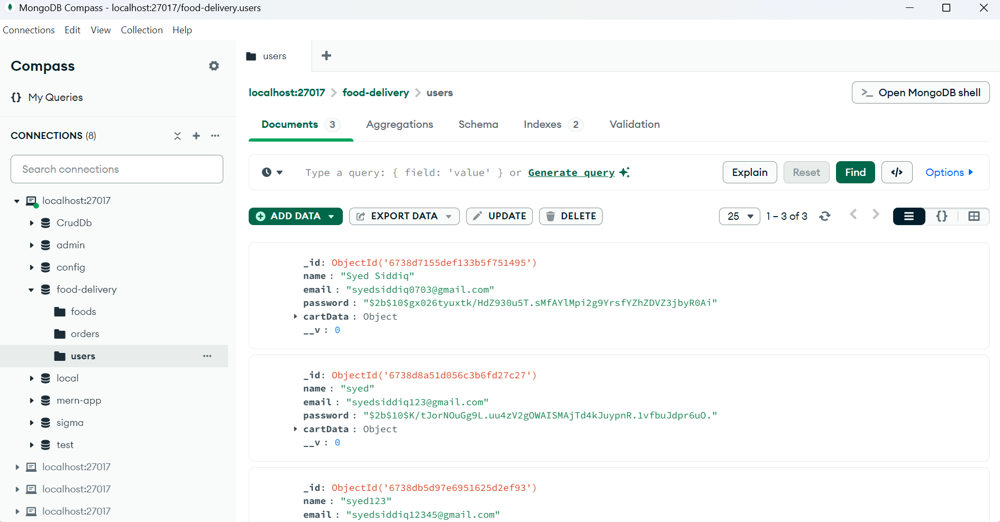 MongoDB Compass - localhost:27017/food-delivery.users
Connections Edit View Collection Help
Compass
{} My Queries
CONNECTIONS (8)
Search connections
localhost:27017
CrudDb
admin
config
food-delivery
foods
orders
users
local
mern-app
sigma
test
localhost:27017
localhost:27017
localhost:27017
users
localhost:27017 > food-delivery > users
>_ Open MongoDB shell
Documents 3 Aggregations Schema Indexes 2 Validation
Type a query: { field: 'value' } or Generate query
Explain Reset Find </> Options
ADD DATA EXPORT DATA UPDATE DELETE
25 1 – 3 of 3 {}
_id: ObjectId('6738d7155def133b5f751495')
name : "Syed Siddiq"
email : "syedsiddiq0703@gmail.com"
password : "$2b$10$gx026tyuxtk/HdZ930u5T.sMfAYlMpi2g9YrsfYZhZDVZ3jbyR0Ai"
cartData : Object
__v : 0
_id: ObjectId('6738d8a51d056c3b6fd27c27')
name : "syed"
email : "syedsiddiq123@gmail.com"
password : "$2b$10$K/tJorNOuGg9L.uu4zV2gOWAISMAjTd4kJuypnR.1vfbuJdpr6uO."
cartData : Object
__v : 0
_id: ObjectId('6738db5d97e6951625d2ef93')
name : "syed123"
email : "syedsiddiq12345@gmail.com"